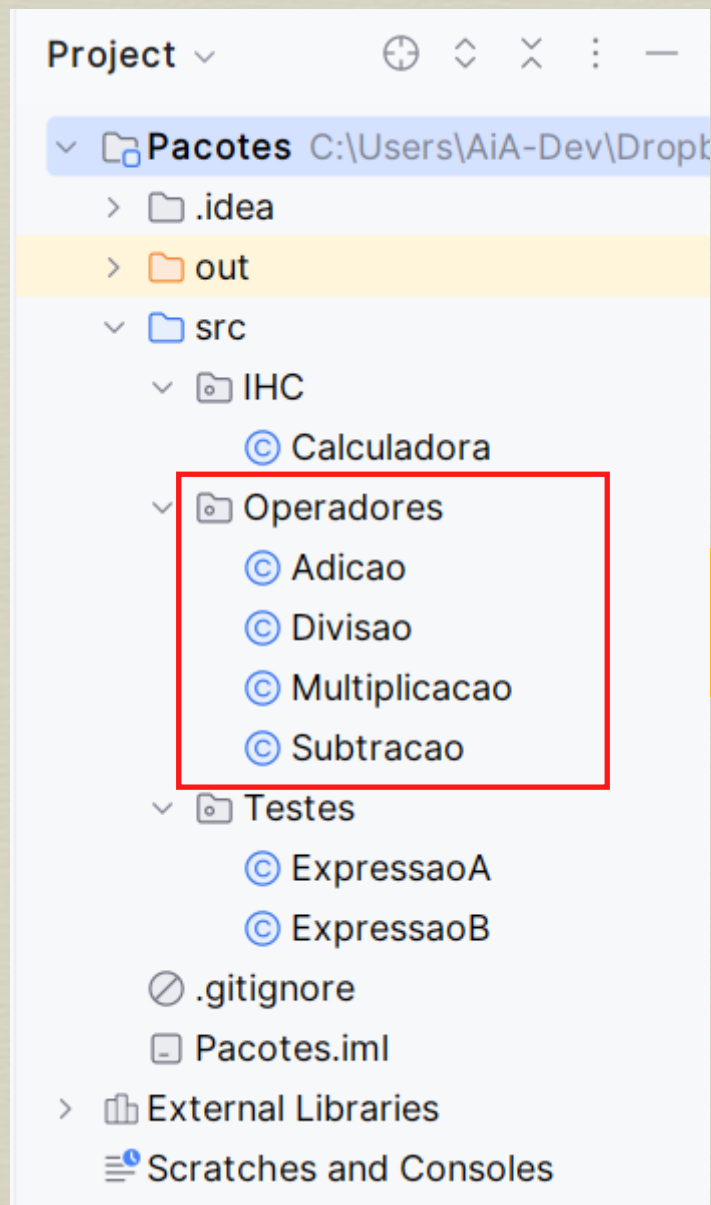 Project
Pacotes C:\Users\AiA-Dev\Dropb
.idea
out
src
IHC
Calculadora
Operadores
Adicao
Divisao
Multiplicacao
Subtracao
Testes
ExpressaoA
ExpressaoB
.gitignore
Pacotes.iml
External Libraries
Scratches and Consoles